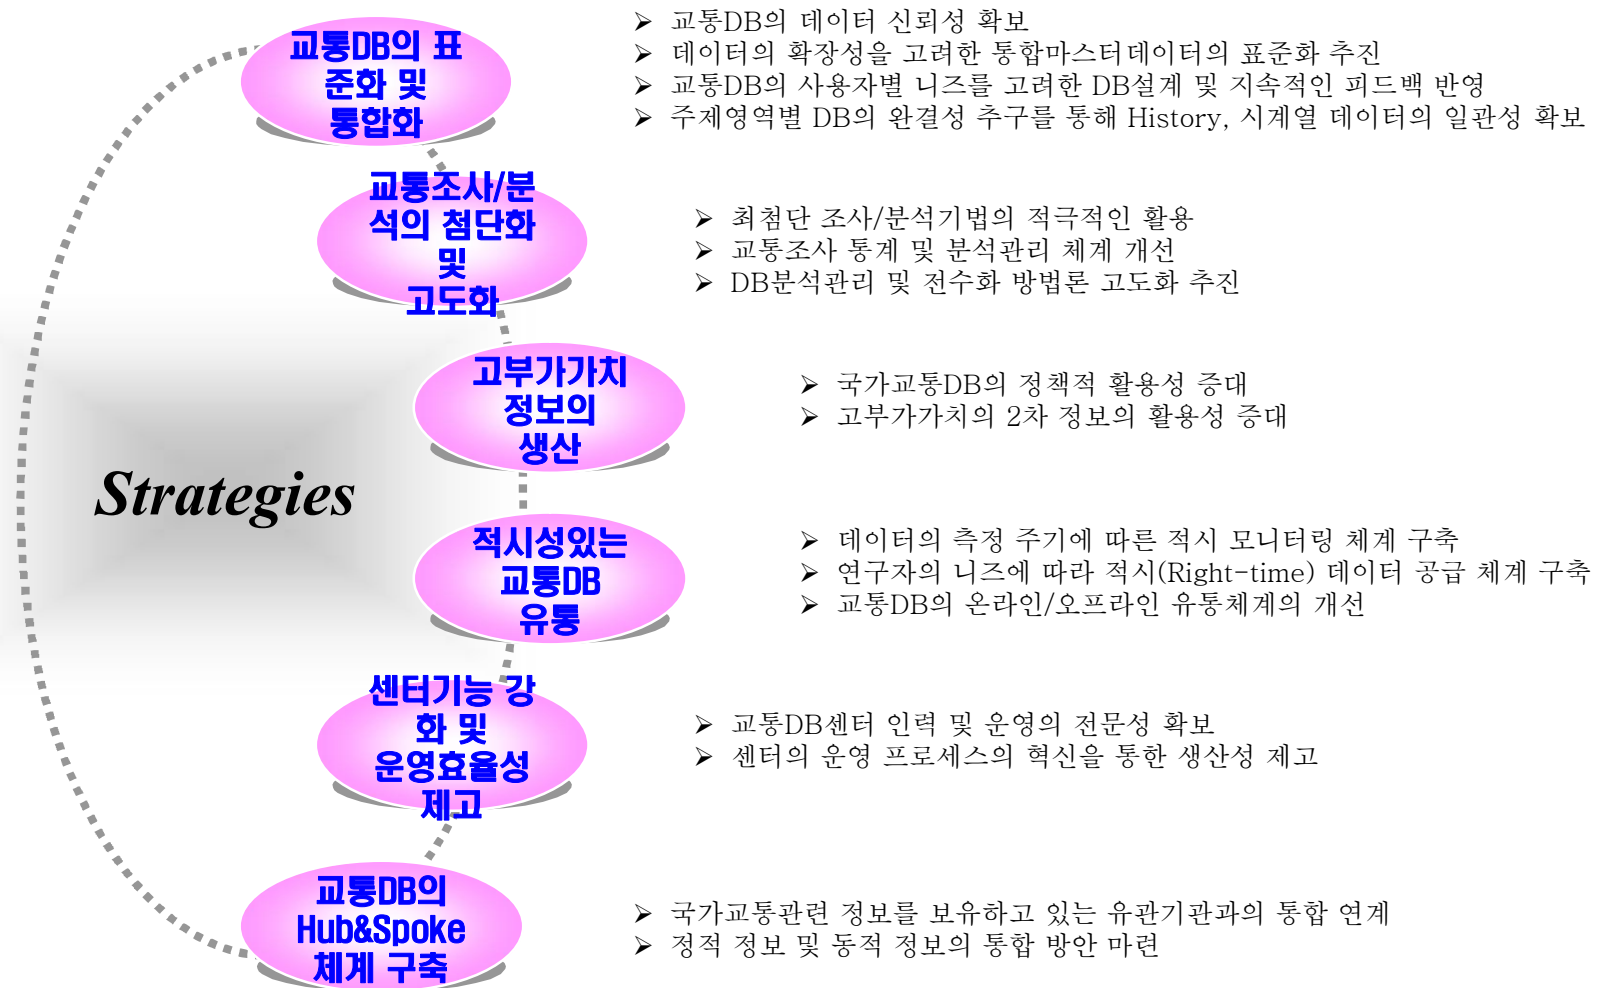 교통DB의 표
준화 및
통합화
➢ 교통DB의 데이터 신뢰성 확보
➢ 데이터의 확장성을 고려한 통합마스터데이터의 표준화 추진
➢ 교통DB의 사용자별 니즈를 고려한 DB설계 및 지속적인 피드백 반영
➢ 주제영역별 DB의 완결성 추구를 통해 History, 시계열 데이터의 일관성 확보
교통조사/분
석의 첨단화
및
고도화
➢ 최첨단 조사/분석기법의 적극적인 활용
➢ 교통조사 통계 및 분석관리 체계 개선
➢ DB분석관리 및 전수화 방법론 고도화 추진
고부가가치
정보의
생산
➢ 국가교통DB의 정책적 활용성 증대
➢ 고부가가치의 2차 정보의 활용성 증대
Strategies
적시성있는
교통DB
유통
➢ 데이터의 측정 주기에 따른 적시 모니터링 체계 구축
➢ 연구자의 니즈에 따라 적시(Right-time) 데이터 공급 체계 구축
➢ 교통DB의 온라인/오프라인 유통체계의 개선
센터기능 강
화 및
운영효율성
제고
➢ 교통DB센터 인력 및 운영의 전문성 확보
➢ 센터의 운영 프로세스의 혁신을 통한 생산성 제고
교통DB의
Hub&Spoke
체계 구축
➢ 국가교통관련 정보를 보유하고 있는 유관기관과의 통합 연계
➢ 정적 정보 및 동적 정보의 통합 방안 마련